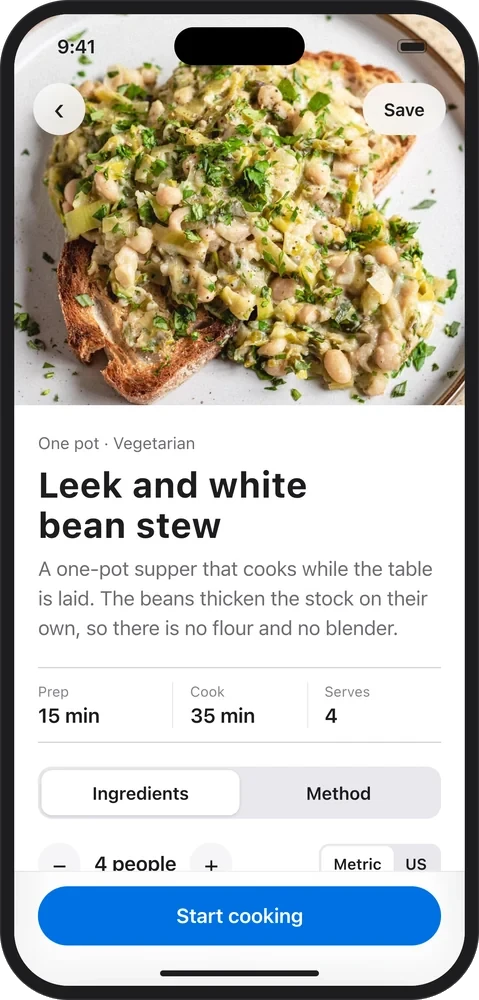 9:41
‹
Save
One pot · Vegetarian
Leek and white
bean stew
A one-pot supper that cooks while the table
is laid. The beans thicken the stock on their
own, so there is no flour and no blender.
Prep
15 min
Cook
35 min
Serves
4
Ingredients
Method
− 4 people +
Metric
US
Start cooking